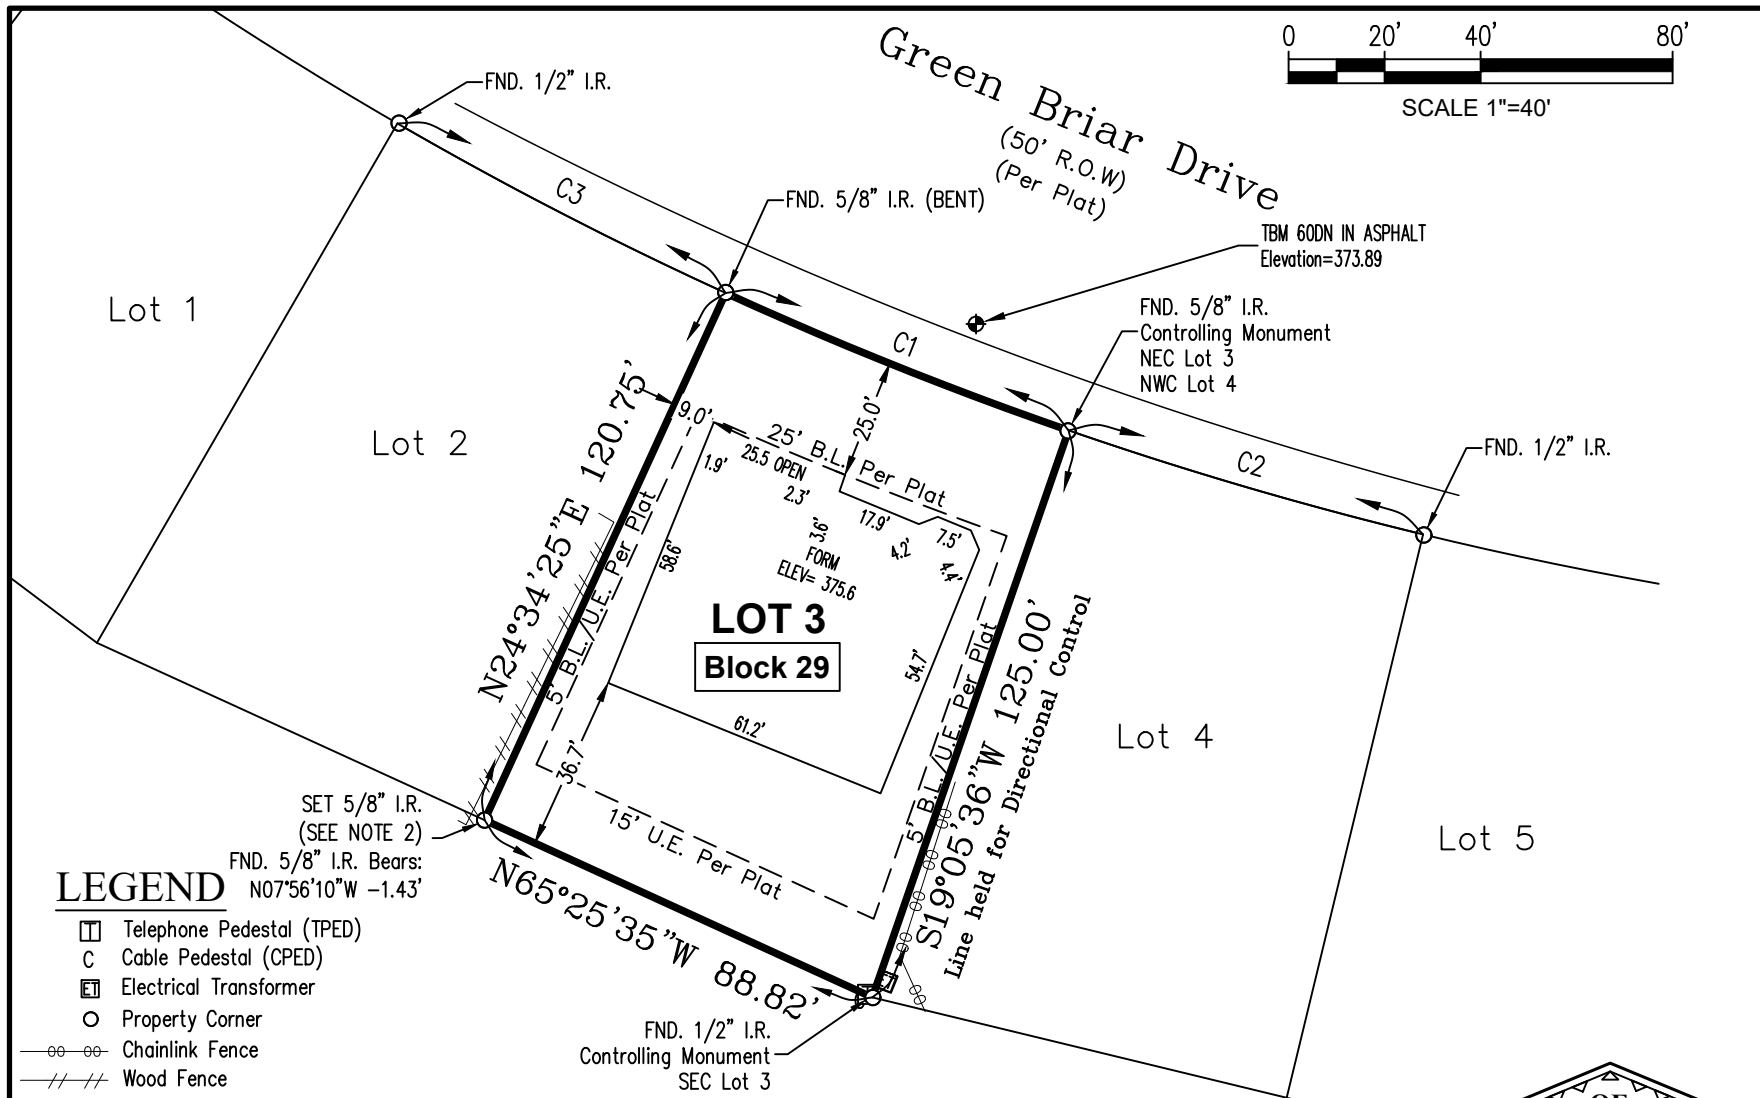 0 20' 40' 80'
SCALE 1"=40'
Green Briar Drive
(50' R.O.W)
(Per Plat)
FND. 1/2" I.R.
C3
FND. 5/8" I.R. (BENT)
TBM 60DN IN ASPHALT
Elevation=373.89
FND. 5/8" I.R.
Controlling Monument
NEC Lot 3
NWC Lot 4
C1
C2
FND. 1/2" I.R.
Lot 1
Lot 2
N24°34'25"E 120.75'
9.0'
25.0'
25' B.L. Per Plat
25.5 OPEN
1.9'
2.3'
17.9'
7.5'
3.6'
4.2'
4.4'
FORM
ELEV= 375.6
58.6'
5' B.L./U.E. Per Plat
LOT 3
Block 29
54.7'
61.2'
36.7'
5' B.L./U.E. Per Plat
S19°05'36"W 125.00'
Line held for Directional Control
Lot 4
Lot 5
15' U.E. Per Plat
SET 5/8" I.R.
(SEE NOTE 2)
FND. 5/8" I.R. Bears:
N07°56'10"W -1.43'
N65°25'35"W 88.82'
FND. 1/2" I.R.
Controlling Monument
SEC Lot 3
LEGEND
T Telephone Pedestal (TPED)
C Cable Pedestal (CPED)
ET Electrical Transformer
Property Corner
Chainlink Fence
Wood Fence
OF